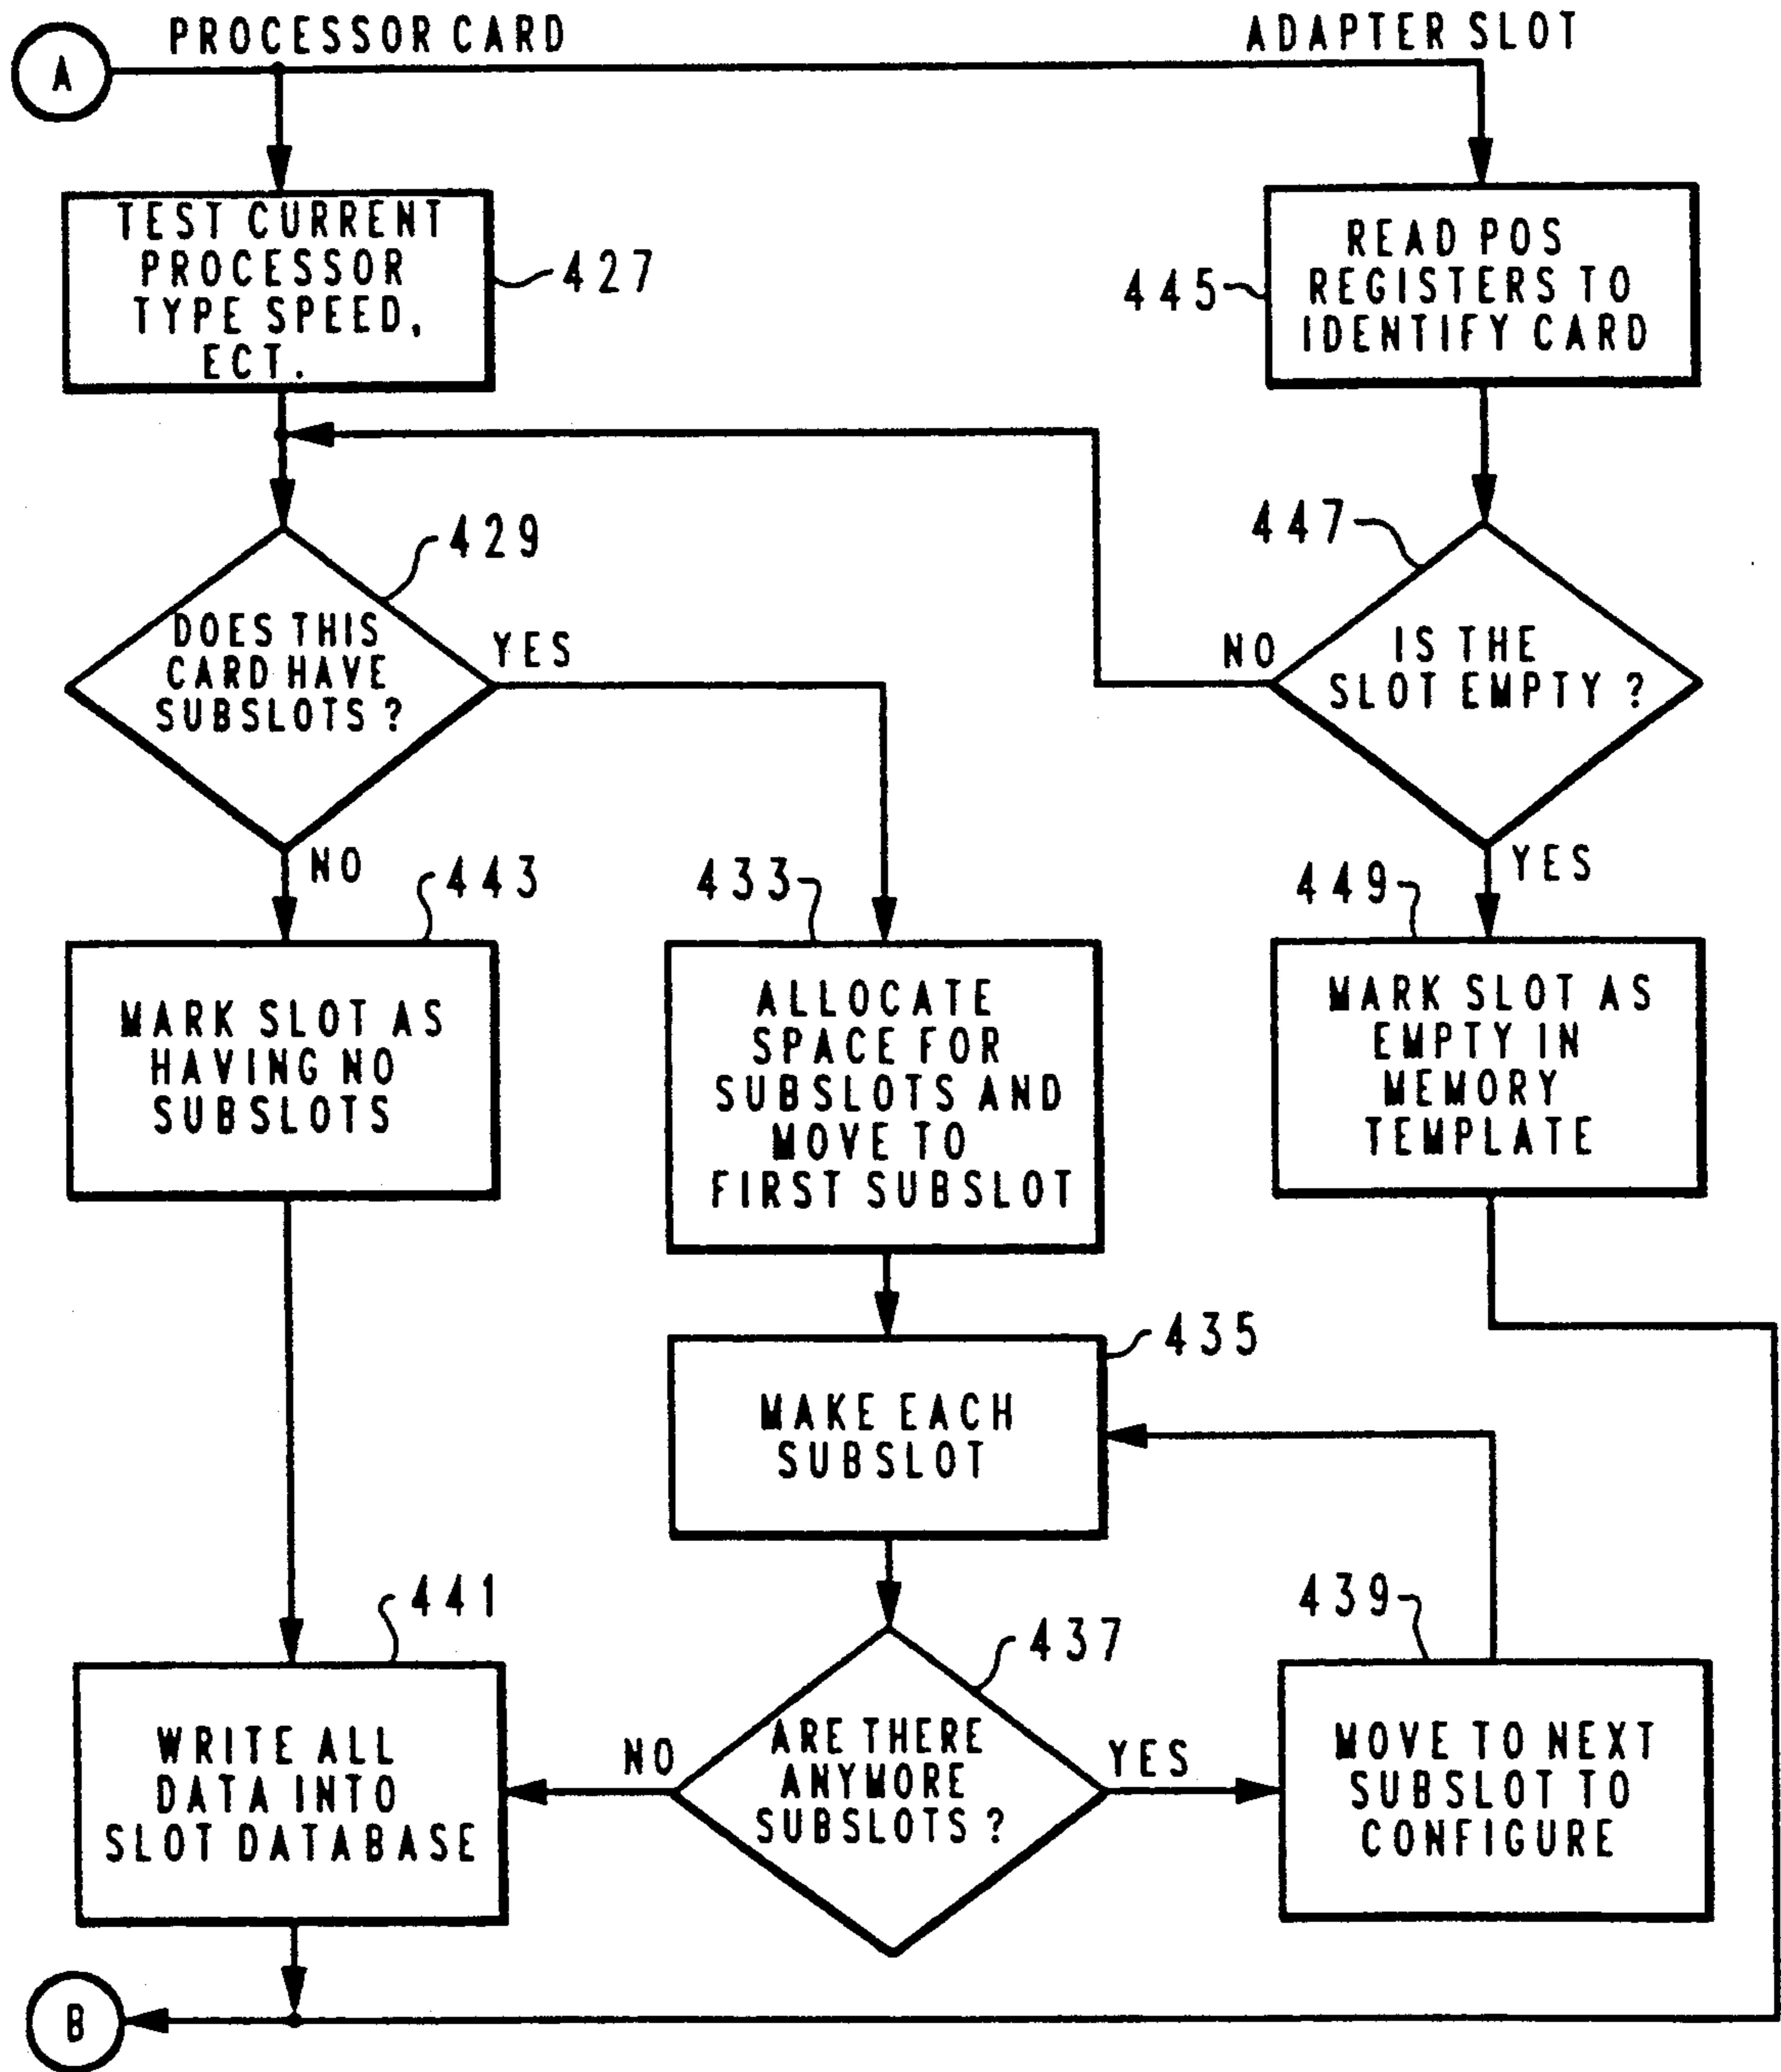 A
PROCESSOR CARD
ADAPTER SLOT
TEST CURRENT
PROCESSOR
TYPE SPEED,
ECT.
427
445
READ POS
REGISTERS TO
IDENTIFY CARD
429
DOES THIS
CARD HAVE
SUBSLOTS ?
YES
NO
447
IS THE
SLOT EMPTY ?
NO
YES
443
MARK SLOT AS
HAVING NO
SUBSLOTS
433
ALLOCATE
SPACE FOR
SUBSLOTS AND
MOVE TO
FIRST SUBSLOT
449
MARK SLOT AS
EMPTY IN
MEMORY
TEMPLATE
435
MAKE EACH
SUBSLOT
441
WRITE ALL
DATA INTO
SLOT DATABASE
437
NO
ARE THERE
ANYMORE
SUBSLOTS ?
YES
439
MOVE TO NEXT
SUBSLOT TO
CONFIGURE
B